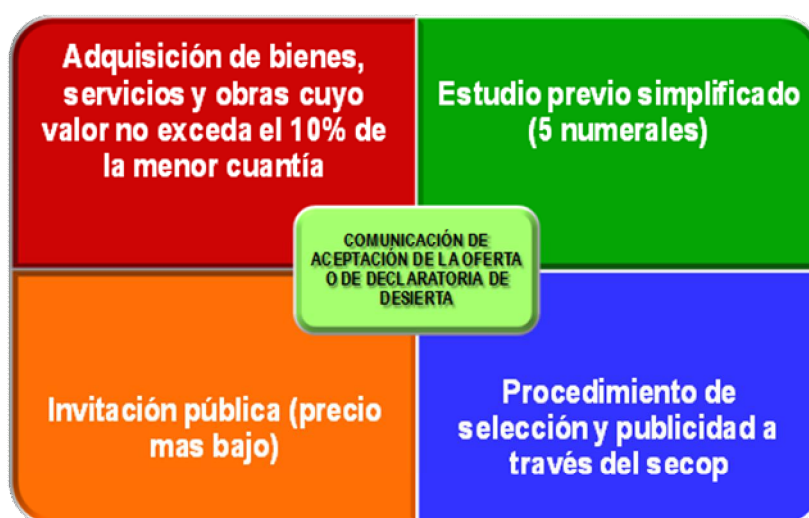 Adquisición de bienes,
servicios y obras cuyo
valor no exceda el 10% de
la menor cuantía
Estudio previo simplificado
(5 numerales)
COMUNICACIÓN DE
ACEPTACIÓN DE LA OFERTA
O DE DECLARATORIA DE
DESIERTA
Invitación pública (precio
mas bajo)
Procedimiento de
selección y publicidad a
través del secop